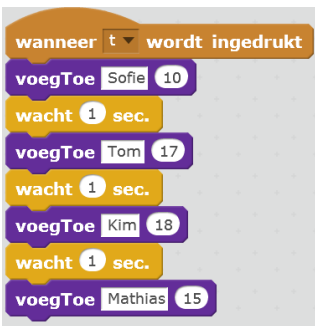 wanneer t wordt ingedrukt
voegToe Sofie 10
wacht 1 sec.
voegToe Tom 17
wacht 1 sec.
voegToe Kim 18
wacht 1 sec.
voegToe Mathias 15